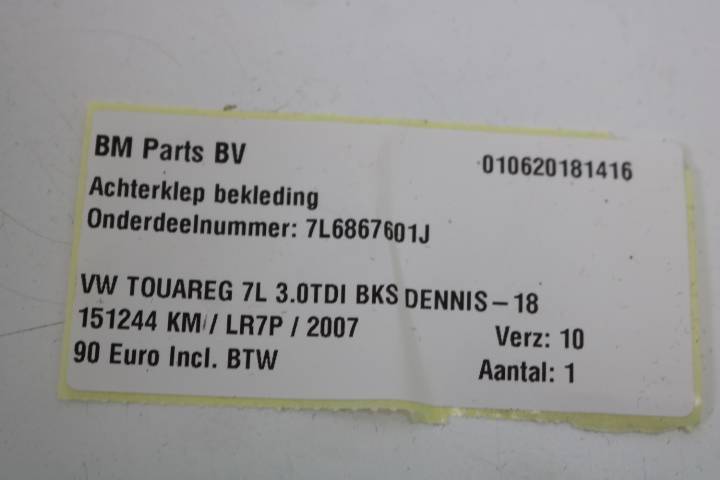 BM Parts BV 010620181416
Achterklep bekleding
Onderdeelnummer: 7L6867601J
VW TOUAREG 7L 3.0TDI BKS DENNIS-18
151244 KM / LR7P / 2007 Verz: 10
90 Euro Incl. BTW Aantal: 1